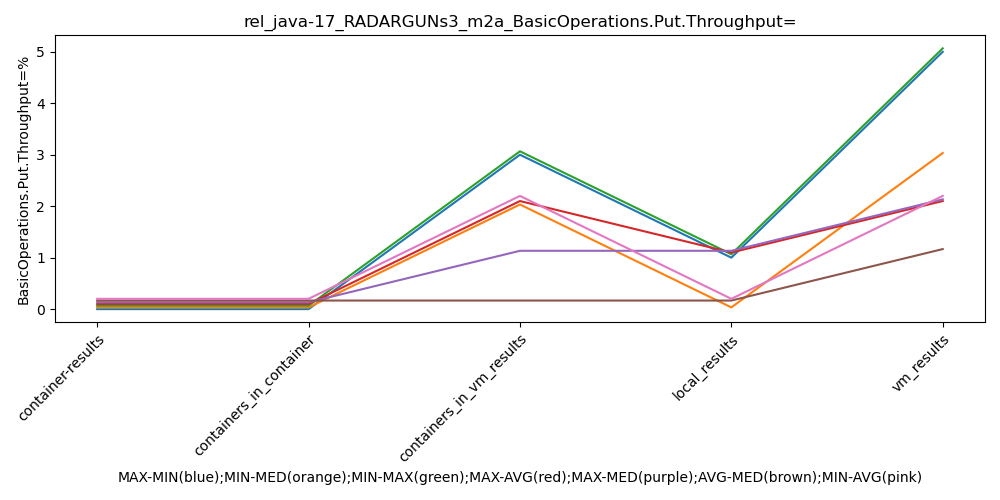 rel_java-17_RADARGUNs3_m2a_BasicOperations.Put.Throughput=
BasicOperations.Put.Throughput=%
5
4
3
2
1
0
container-results
containers_in_container
containers_in_vm_results
local_results
vm_results
MAX-MIN(blue);MIN-MED(orange);MIN-MAX(green);MAX-AVG(red);MAX-MED(purple);AVG-MED(brown);MIN-AVG(pink)